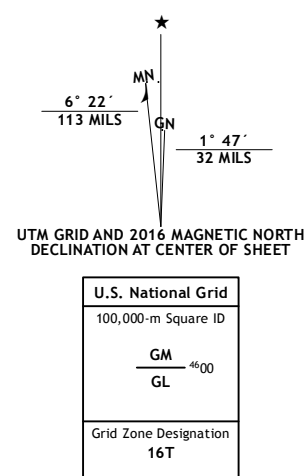 ★
MN
6° 22´
113 MILS
GN
1° 47´
32 MILS
UTM GRID AND 2016 MAGNETIC NORTH
DECLINATION AT CENTER OF SHEET
U.S. National Grid
100,000-m Square ID
GM
4600
GL
Grid Zone Designation
16T